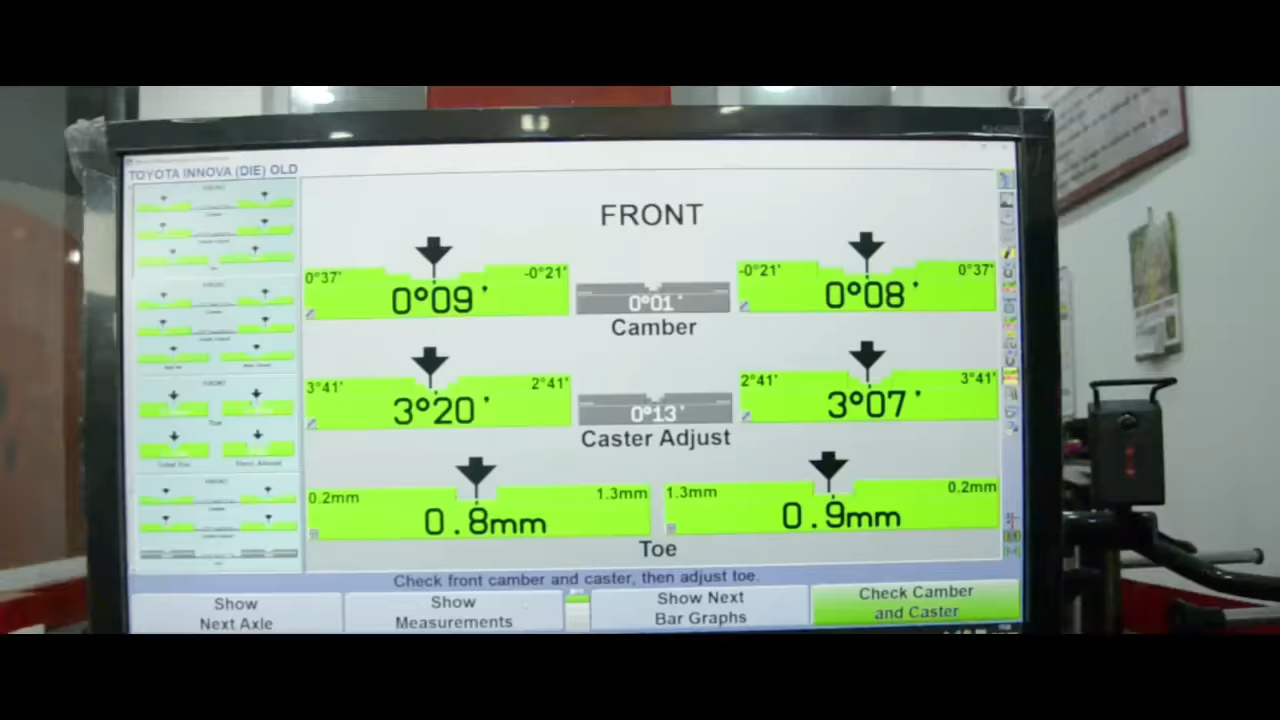 TOYOTA INNOVA (DIE) OLD
FRONT
0°37' -0°21' -0°21' 0°37'
0°09' 0°01' 0°08'
Camber
3°41' 2°41' 2°41' 3°41'
3°20' 0°13' 3°07'
Caster Adjust
0.2mm 1.3mm 1.3mm 0.2mm
0.8mm 0.9mm
Toe
Check front camber and caster, then adjust toe.
Show Next Axle
Show Measurements
Show Next Bar Graphs
Check Camber and Caster
FRONT